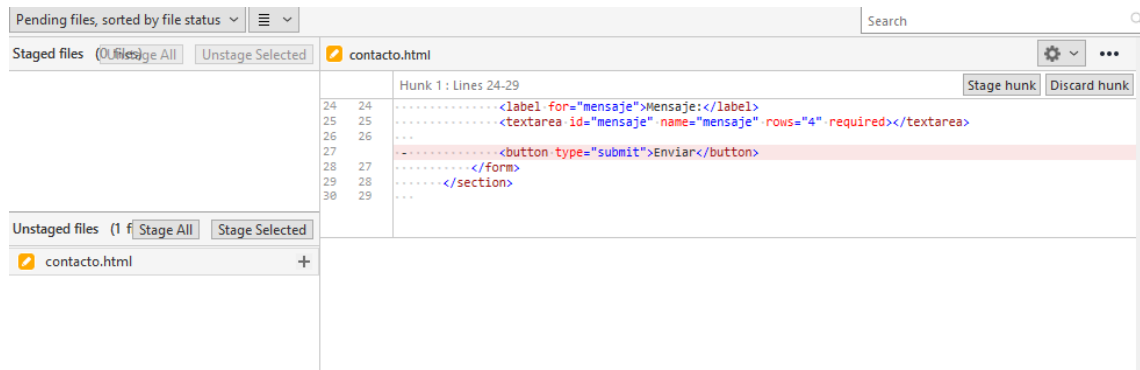 Pending files, sorted by file status
Search
Staged files (0 files) Unstage All Unstage Selected
contacto.html
Hunk 1 : Lines 24-29 Stage hunk Discard hunk
24 24 <label for="mensaje">Mensaje:</label>
25 25 <textarea id="mensaje" name="mensaje" rows="4" required></textarea>
26 26
27 - <button type="submit">Enviar</button>
28 27 </form>
29 28 </section>
30 29
Unstaged files (1 f Stage All Stage Selected
contacto.html